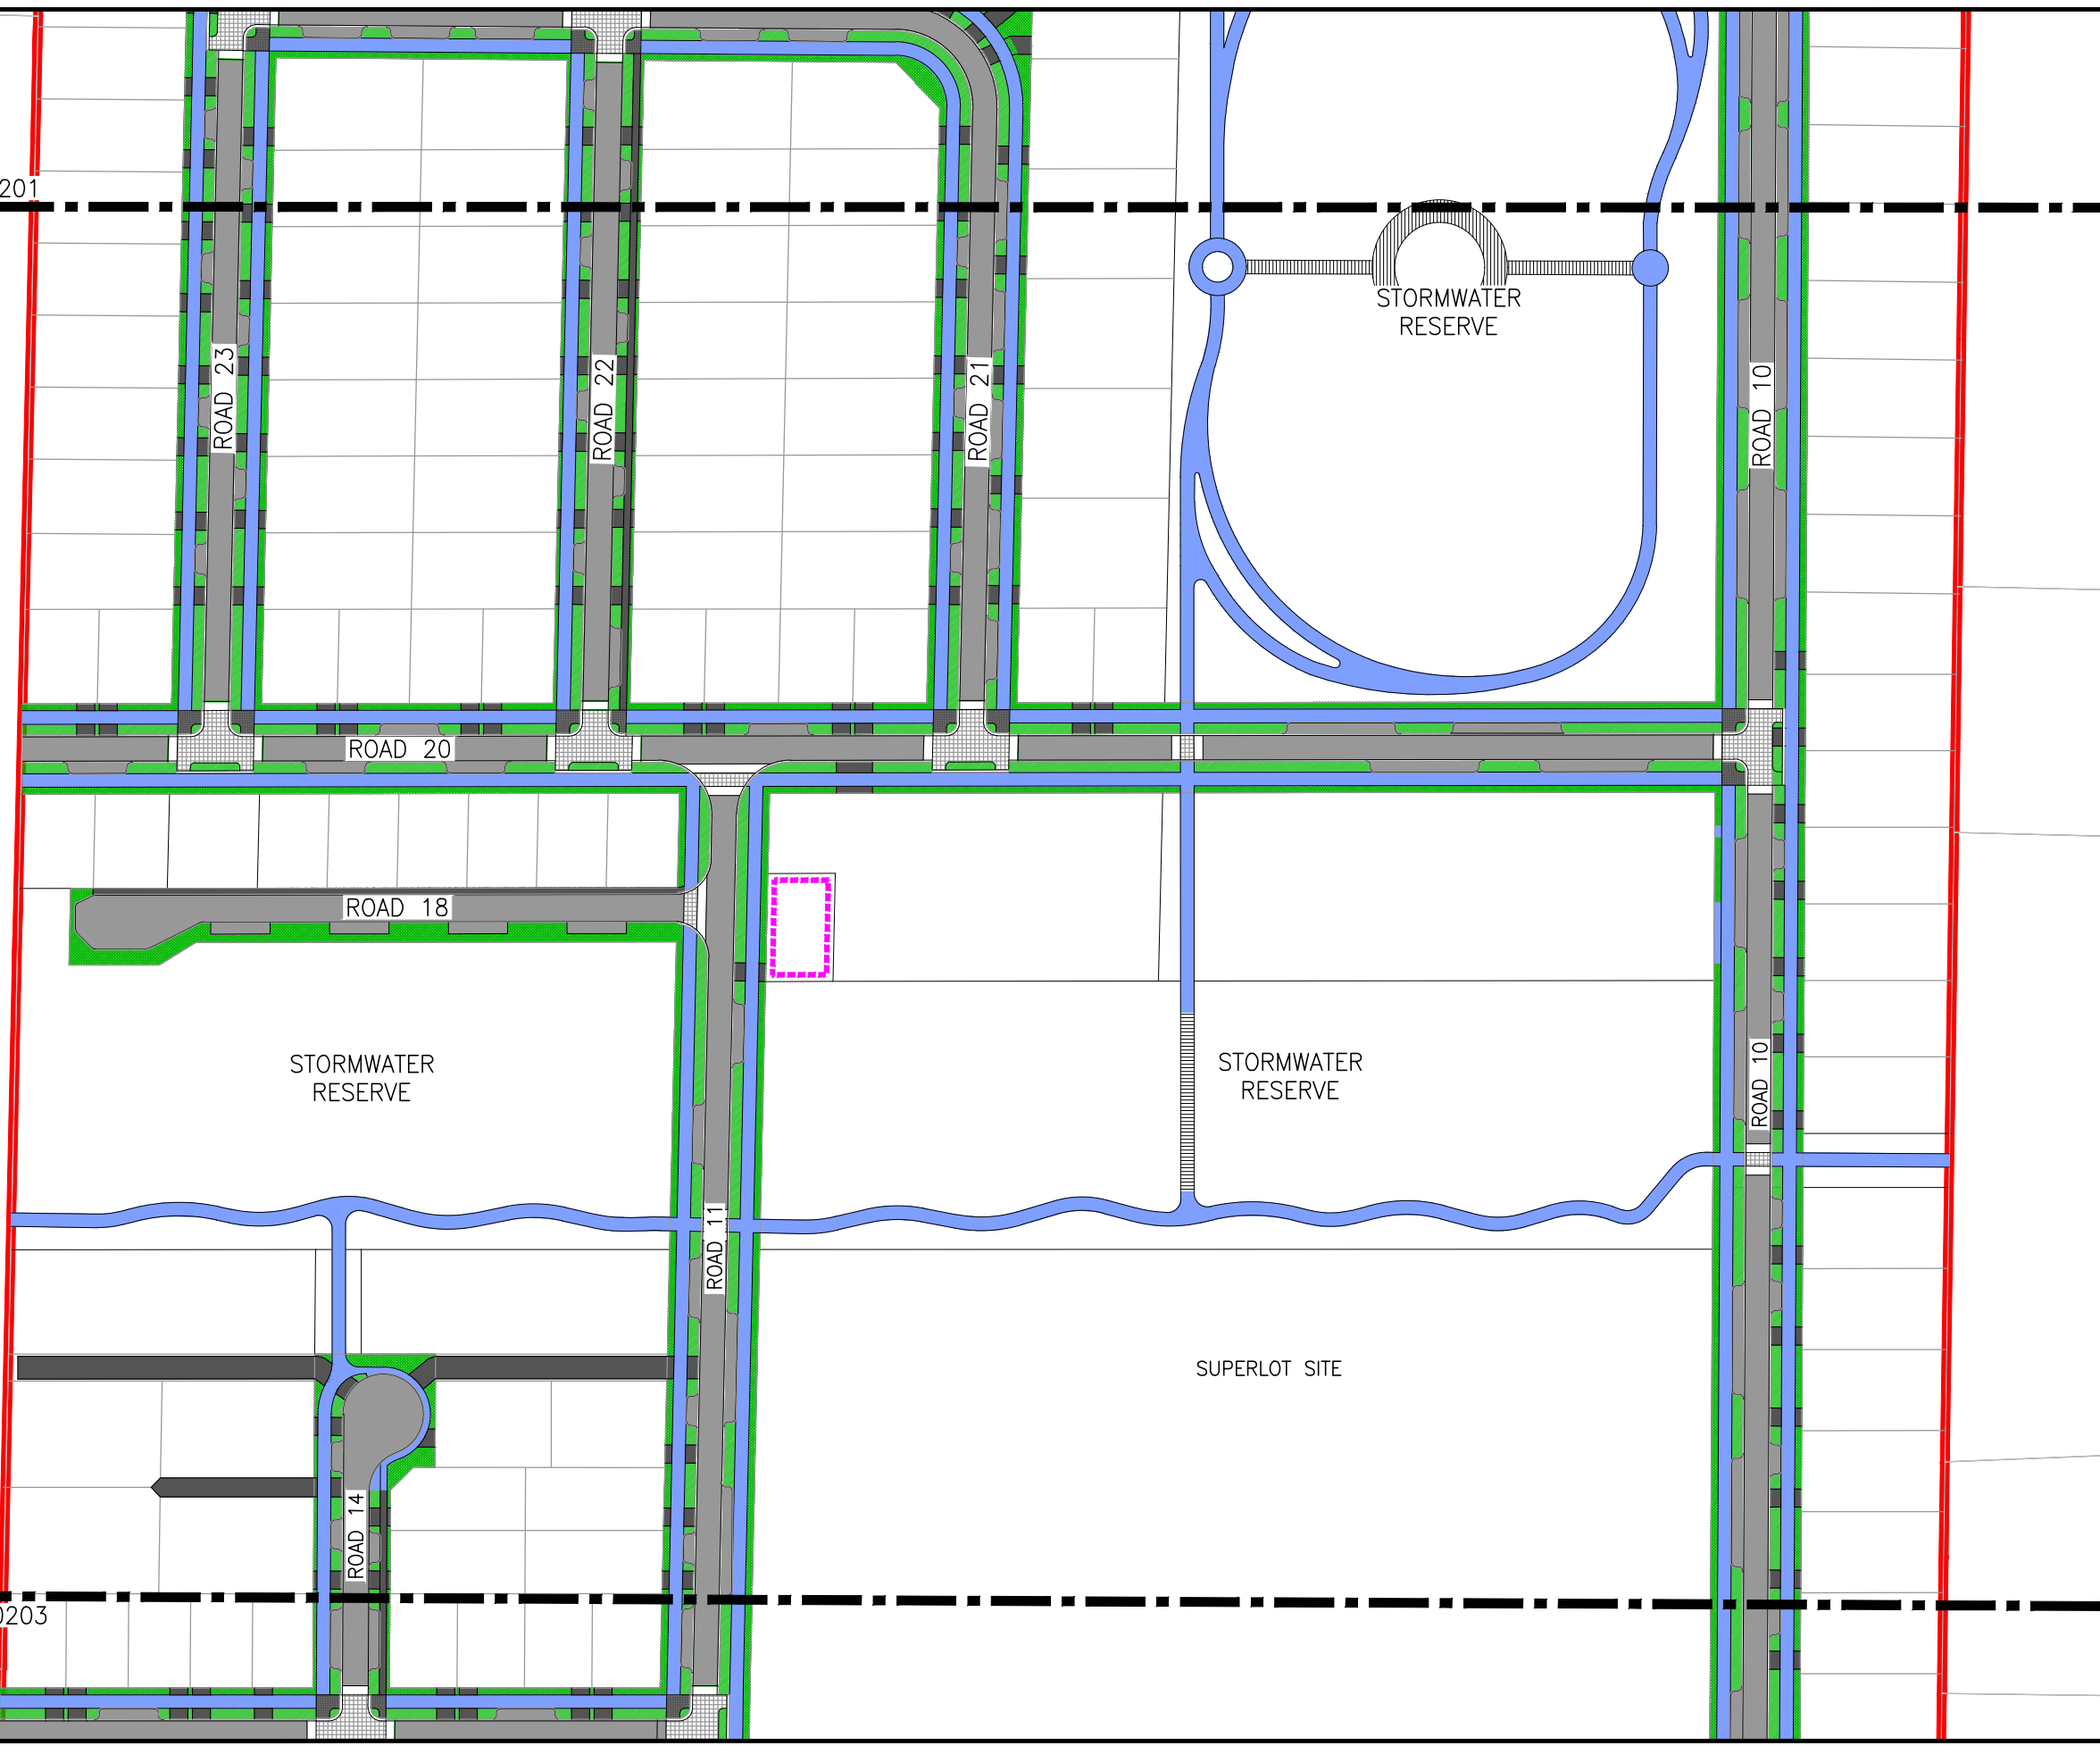 201
STORMWATER
RESERVE
ROAD 23
ROAD 22
ROAD 21
ROAD 10
ROAD 20
ROAD 18
STORMWATER
RESERVE
STORMWATER
RESERVE
ROAD 10
ROAD 11
SUPERLOT SITE
ROAD 14
0203